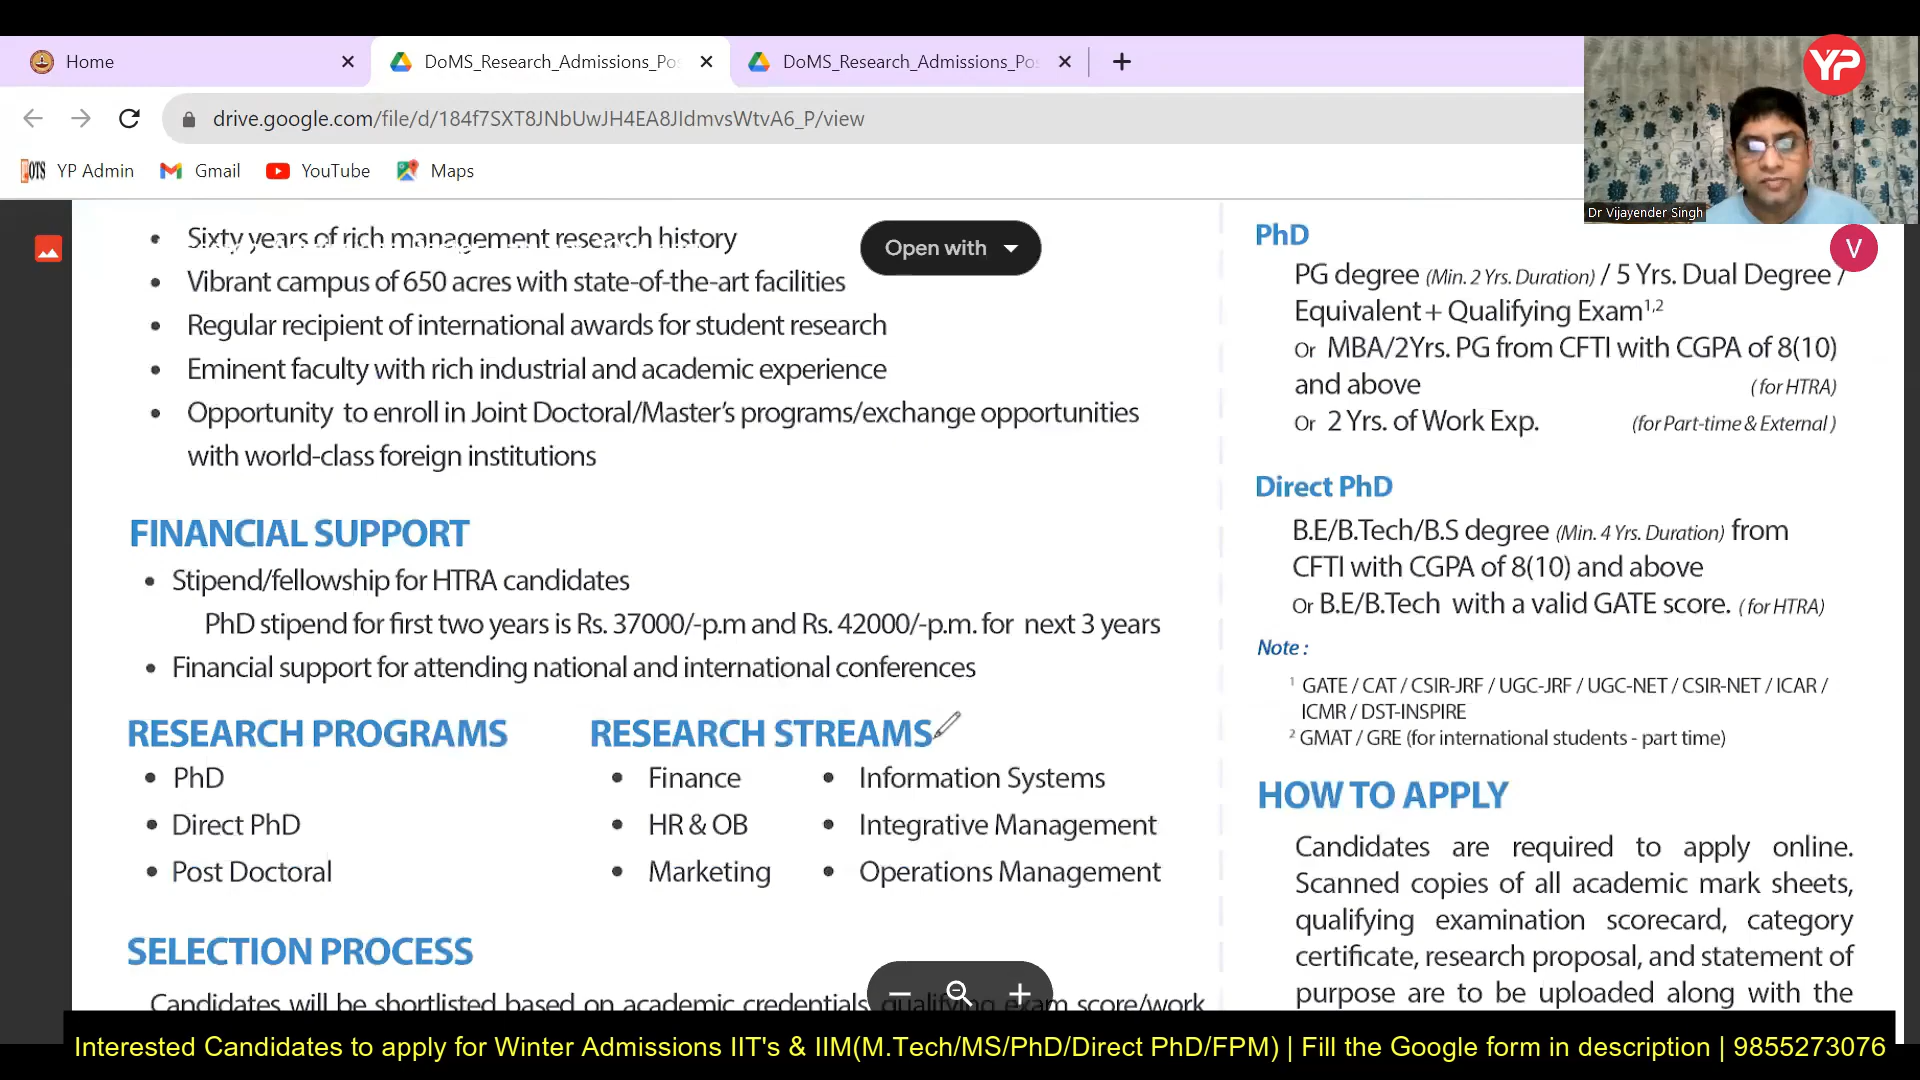 Home
DoMS_Research_Admissions_Po
DoMS_Research_Admissions_Po
drive.google.com/file/d/184f7SXT8JNbUwJH4EA8JIdmvsWtvA6_P/view
YP Admin
Gmail
YouTube
Maps
YP
Dr Vijayender Singh
V
Open with
• Sixty years of rich management research history
• Vibrant campus of 650 acres with state-of-the-art facilities
• Regular recipient of international awards for student research
• Eminent faculty with rich industrial and academic experience
• Opportunity to enroll in Joint Doctoral/Master's programs/exchange opportunities
with world-class foreign institutions
FINANCIAL SUPPORT
• Stipend/fellowship for HTRA candidates
PhD stipend for first two years is Rs. 37000/-p.m and Rs. 42000/-p.m. for next 3 years
• Financial support for attending national and international conferences
RESEARCH PROGRAMS
• PhD
• Direct PhD
• Post Doctoral
RESEARCH STREAMS
• Finance
• HR & OB
• Marketing
• Information Systems
• Integrative Management
• Operations Management
SELECTION PROCESS
Candidates will be shortlisted based on academic credentials, qualifying exam score/work
PhD
PG degree (Min. 2 Yrs. Duration) / 5 Yrs. Dual Degree /
Equivalent + Qualifying Exam1,2
Or MBA/2Yrs. PG from CFTI with CGPA of 8(10)
and above (for HTRA)
Or 2 Yrs. of Work Exp. (for Part-time & External)
Direct PhD
B.E/B.Tech/B.S degree (Min. 4 Yrs. Duration) from
CFTI with CGPA of 8(10) and above
Or B.E/B.Tech with a valid GATE score. (for HTRA)
Note :
1 GATE / CAT / CSIR-JRF / UGC-JRF / UGC-NET / CSIR-NET / ICAR /
ICMR / DST-INSPIRE
2 GMAT / GRE (for international students - part time)
HOW TO APPLY
Candidates are required to apply online.
Scanned copies of all academic mark sheets,
qualifying examination scorecard, category
certificate, research proposal, and statement of
purpose are to be uploaded along with the
Interested Candidates to apply for Winter Admissions IIT's & IIM(M.Tech/MS/PhD/Direct PhD/FPM) | Fill the Google form in description | 9855273076